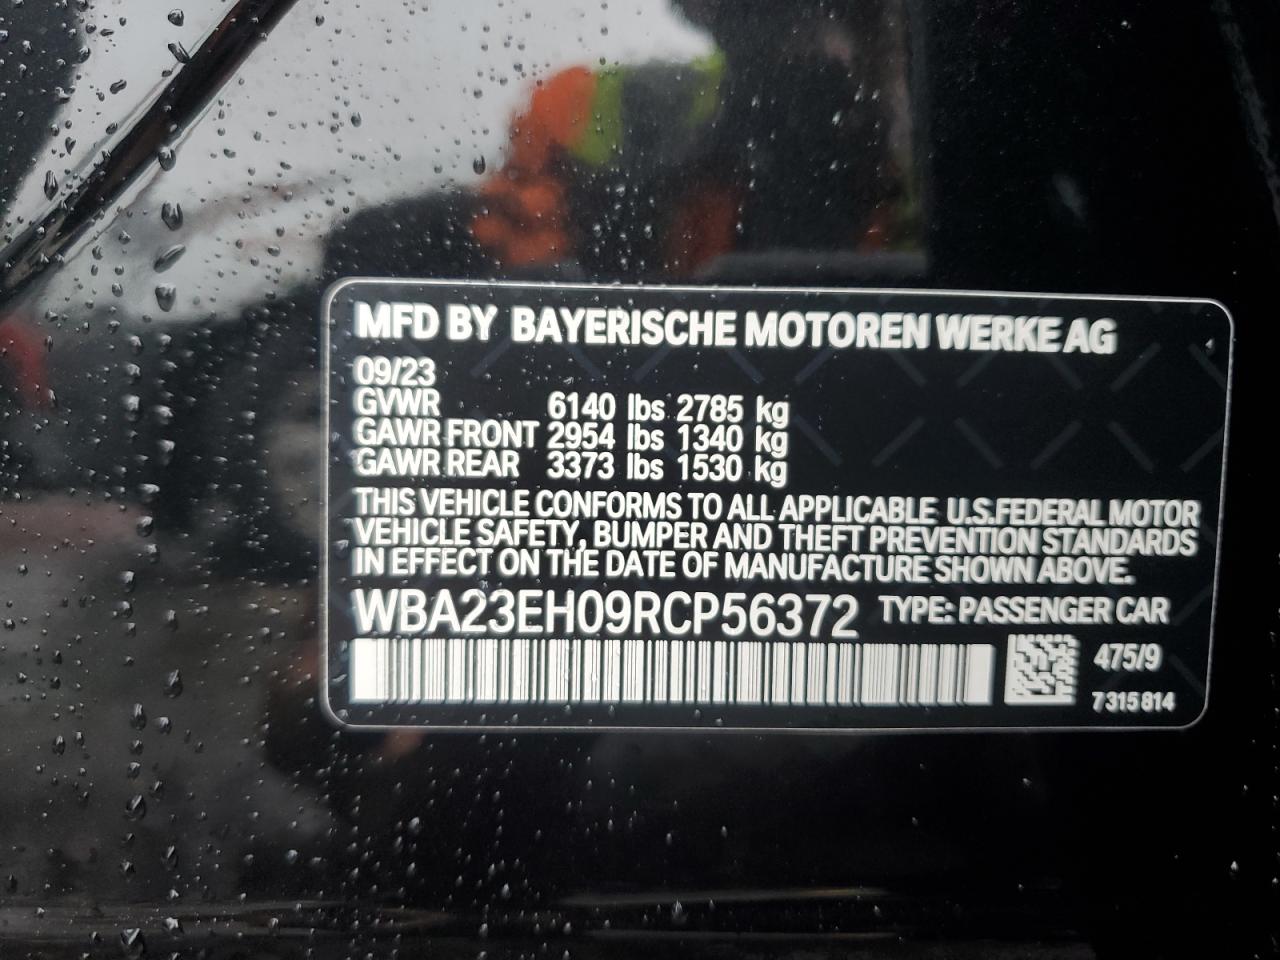 MFD BY BAYERISCHE MOTOREN WERKE AG
09/23
GVWR 6140 lbs 2785 kg
GAWR FRONT 2954 lbs 1340 kg
GAWR REAR 3373 lbs 1530 kg
THIS VEHICLE CONFORMS TO ALL APPLICABLE U.S.FEDERAL MOTOR
VEHICLE SAFETY, BUMPER AND THEFT PREVENTION STANDARDS
IN EFFECT ON THE DATE OF MANUFACTURE SHOWN ABOVE.
WBA23EH09RCP56372 TYPE: PASSENGER CAR
475/9
7315814